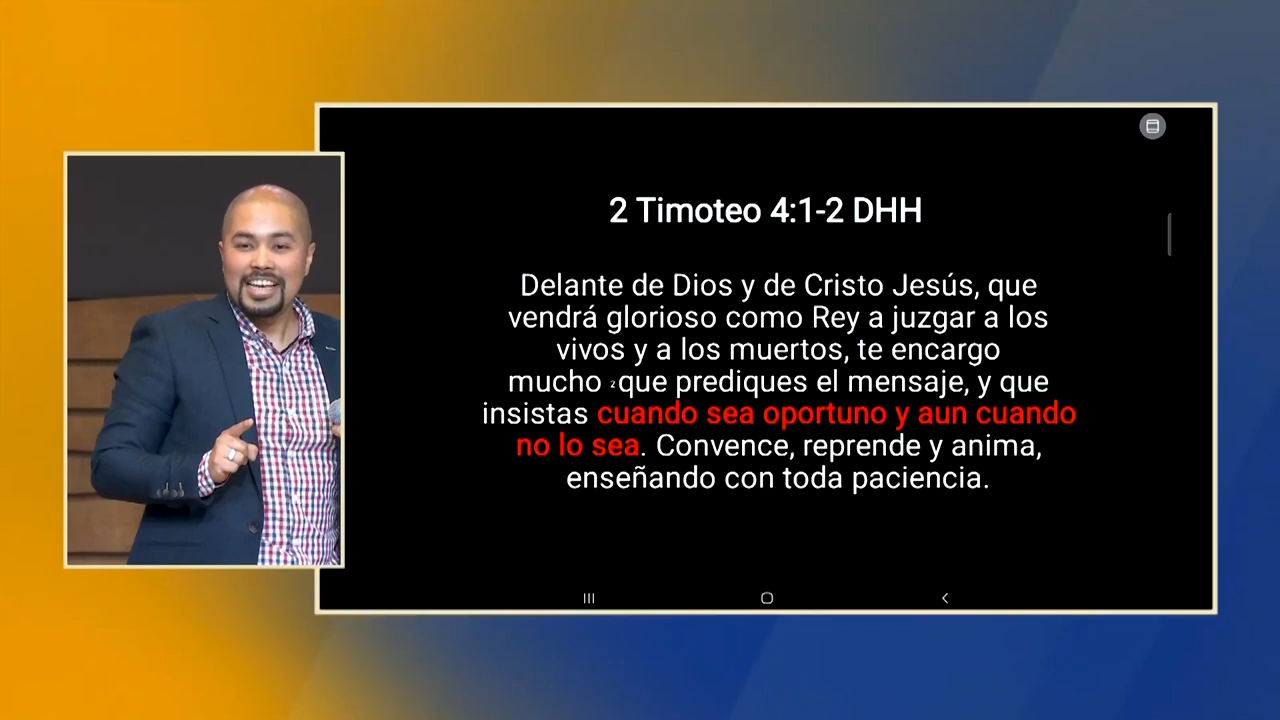 2 Timoteo 4:1-2 DHH
Delante de Dios y de Cristo Jesús, que
vendrá glorioso como Rey a juzgar a los
vivos y a los muertos, te encargo
mucho 2 que prediques el mensaje, y que
insistas cuando sea oportuno y aun cuando
no lo sea. Convence, reprende y anima,
enseñando con toda paciencia.